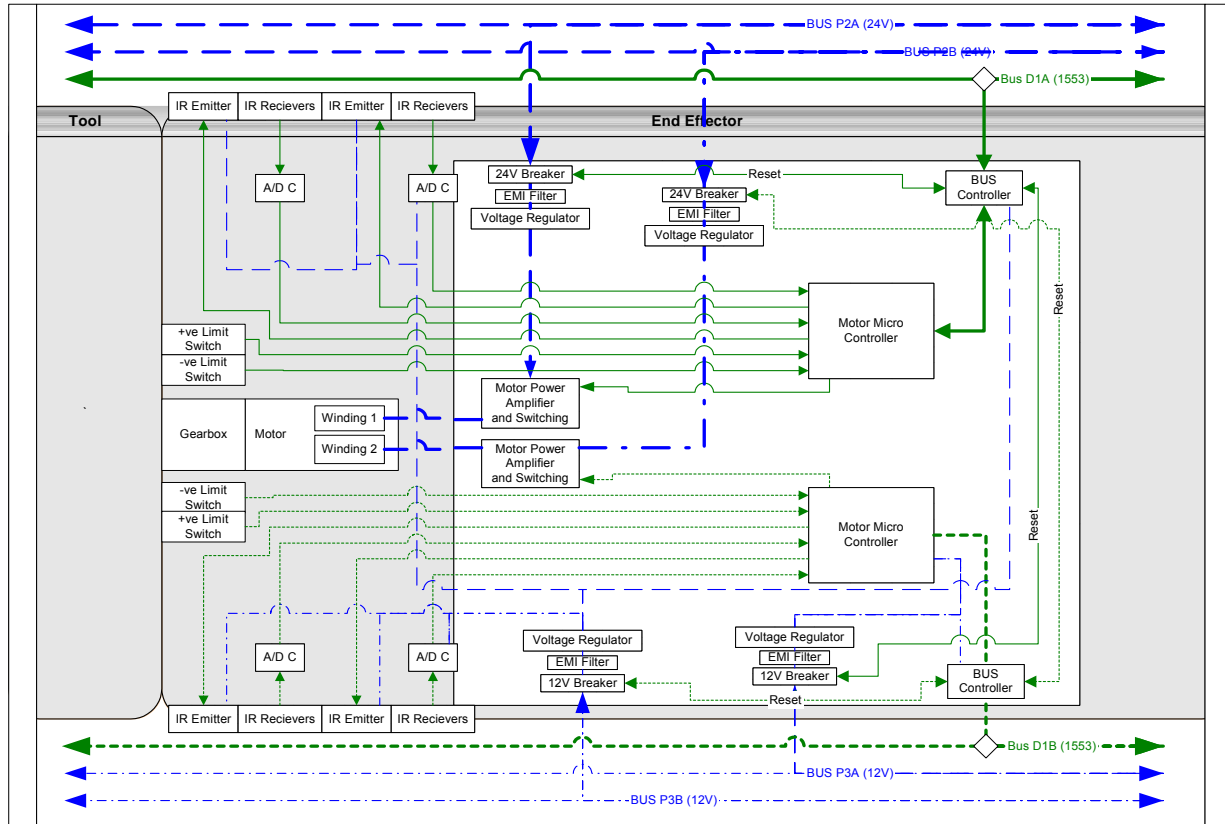 BUS P2A (24V)
BUS P2B (24V)
Bus D1A (1553)
IR Emitter
IR Recievers
IR Emitter
IR Recievers
Tool
End Effector
A/D C
A/D C
24V Breaker
EMI Filter
Voltage Regulator
24V Breaker
EMI Filter
Voltage Regulator
Reset
BUS
Controller
Reset
+ve Limit
Switch
-ve Limit
Switch
Motor Micro
Controller
Gearbox
Motor
Winding 1
Winding 2
Motor Power
Amplifier
and Switching
Motor Power
Amplifier
and Switching
-ve Limit
Switch
+ve Limit
Switch
Motor Micro
Controller
Reset
A/D C
A/D C
Voltage Regulator
EMI Filter
12V Breaker
Voltage Regulator
EMI Filter
12V Breaker
Reset
BUS
Controller
IR Emitter
IR Recievers
IR Emitter
IR Recievers
Bus D1B (1553)
BUS P3A (12V)
BUS P3B (12V)